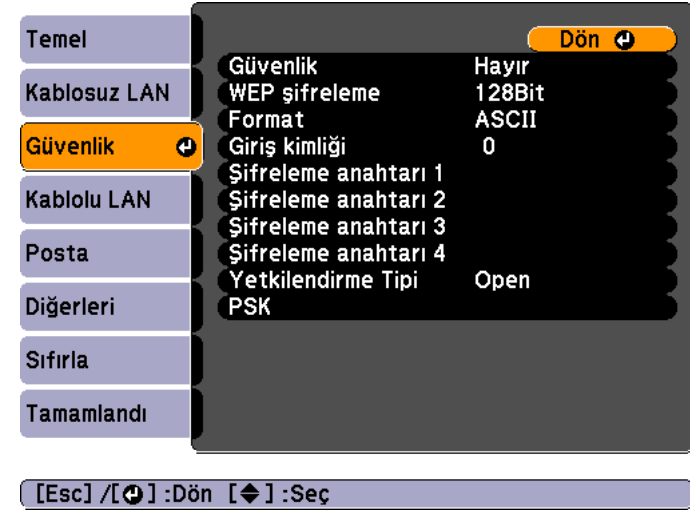 Temel
Kablosuz LAN
Güvenlik
Kablolu LAN
Posta
Diğerleri
Sıfırla
Tamamlandı
Dön
Güvenlik Hayır
WEP şifreleme 128Bit
Format ASCII
Giriş kimliği 0
Şifreleme anahtarı 1
Şifreleme anahtarı 2
Şifreleme anahtarı 3
Şifreleme anahtarı 4
Yetkilendirme Tipi Open
PSK
[Esc] /[⏎] :Dön [◆] :Seç